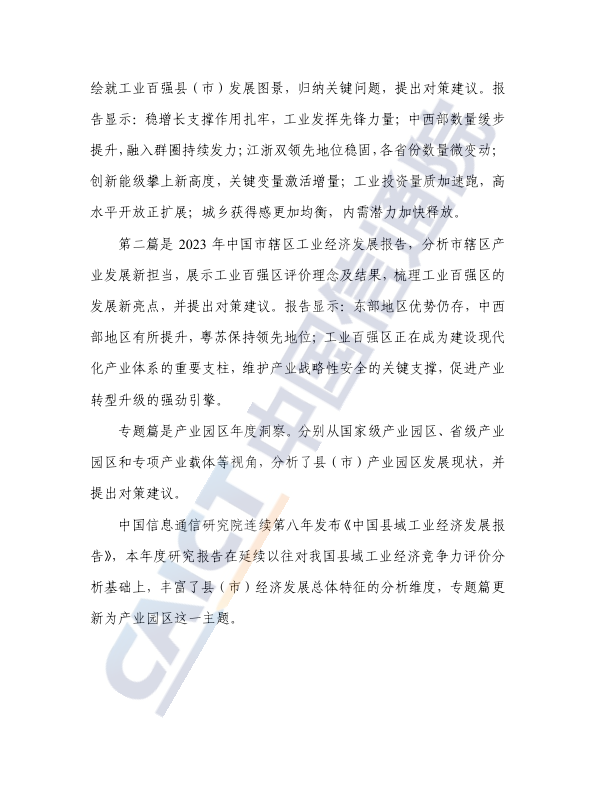 绘就工业百强县（市）发展图景，归纳关键问题，提出对策建议。报
告显示：稳增长支撑作用扎牢，工业发挥先锋力量；中西部数量缓步
提升，融入群圈持续发力；江浙双领先地位稳固，各省份数量微变动；
创新能级攀上新高度，关键变量激活增量；工业投资量质加速跑，高
水平开放正扩展；城乡获得感更加均衡，内需潜力加快释放。
第二篇是 2023 年中国市辖区工业经济发展报告，分析市辖区产
业发展新担当，展示工业百强区评价理念及结果，梳理工业百强区的
发展新亮点，并提出对策建议。报告显示：东部地区优势仍存，中西
部地区有所提升，粤苏保持领先地位；工业百强区正在成为建设现代
化产业体系的重要支柱，维护产业战略性安全的关键支撑，促进产业
转型升级的强劲引擎。
专题篇是产业园区年度洞察。分别从国家级产业园区、省级产业
园区和专项产业载体等视角，分析了县（市）产业园区发展现状，并
提出对策建议。
中国信息通信研究院连续第八年发布《中国县域工业经济发展报
告》，本年度研究报告在延续以往对我国县域工业经济竞争力评价分
析基础上，丰富了县（市）经济发展总体特征的分析维度，专题篇更
新为产业园区这一主题。
CAICT 中国信通院